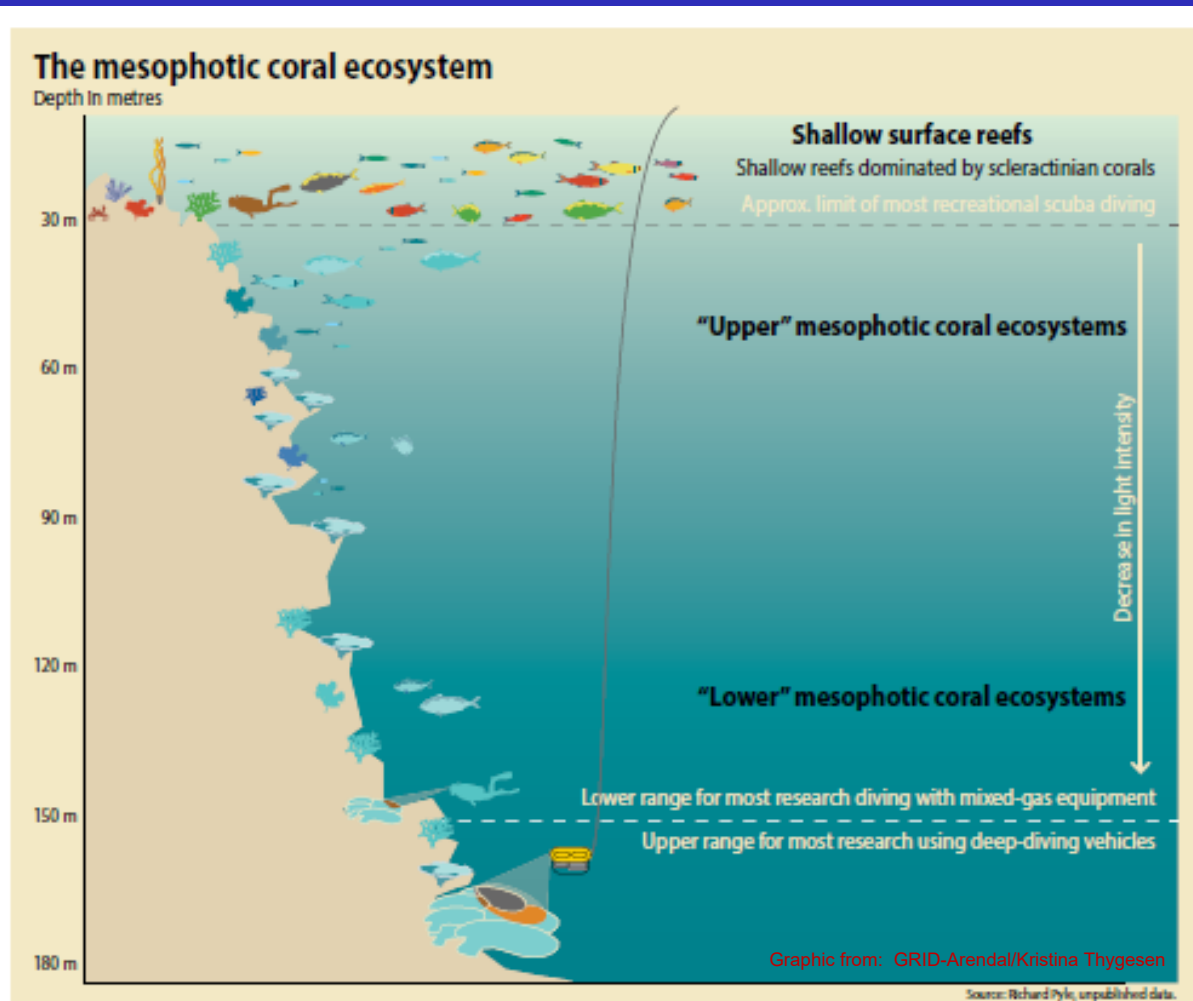 The mesophotic coral ecosystem
Depth in metres
Shallow surface reefs
Shallow reefs dominated by scleractinian corals
Approx. limit of most recreational scuba diving
30 m
"Upper" mesophotic coral ecosystems
60 m
Decrease in light intensity
90 m
120 m
"Lower" mesophotic coral ecosystems
Lower range for most research diving with mixed-gas equipment
150 m
Upper range for most research using deep-diving vehicles
180 m
Graphic from: GRID-Arendal/Kristina Thygesen
Source: Richard Pyle, unpublished data.